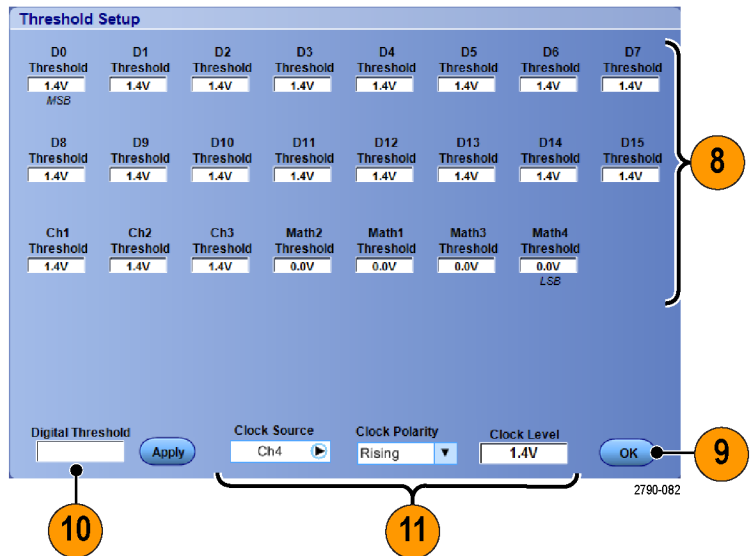 Threshold Setup
D0 D1 D2 D3 D4 D5 D6 D7
Threshold Threshold Threshold Threshold Threshold Threshold Threshold Threshold
1.4V 1.4V 1.4V 1.4V 1.4V 1.4V 1.4V 1.4V
MSB
D8 D9 D10 D11 D12 D13 D14 D15
Threshold Threshold Threshold Threshold Threshold Threshold Threshold Threshold
1.4V 1.4V 1.4V 1.4V 1.4V 1.4V 1.4V 1.4V
8
Ch1 Ch2 Ch3 Math2 Math1 Math3 Math4
Threshold Threshold Threshold Threshold Threshold Threshold Threshold
1.4V 1.4V 1.4V 0.0V 0.0V 0.0V 0.0V
LSB
Digital Threshold Clock Source Clock Polarity Clock Level
Apply Ch4 Rising 1.4V OK 9
2790-082
10 11